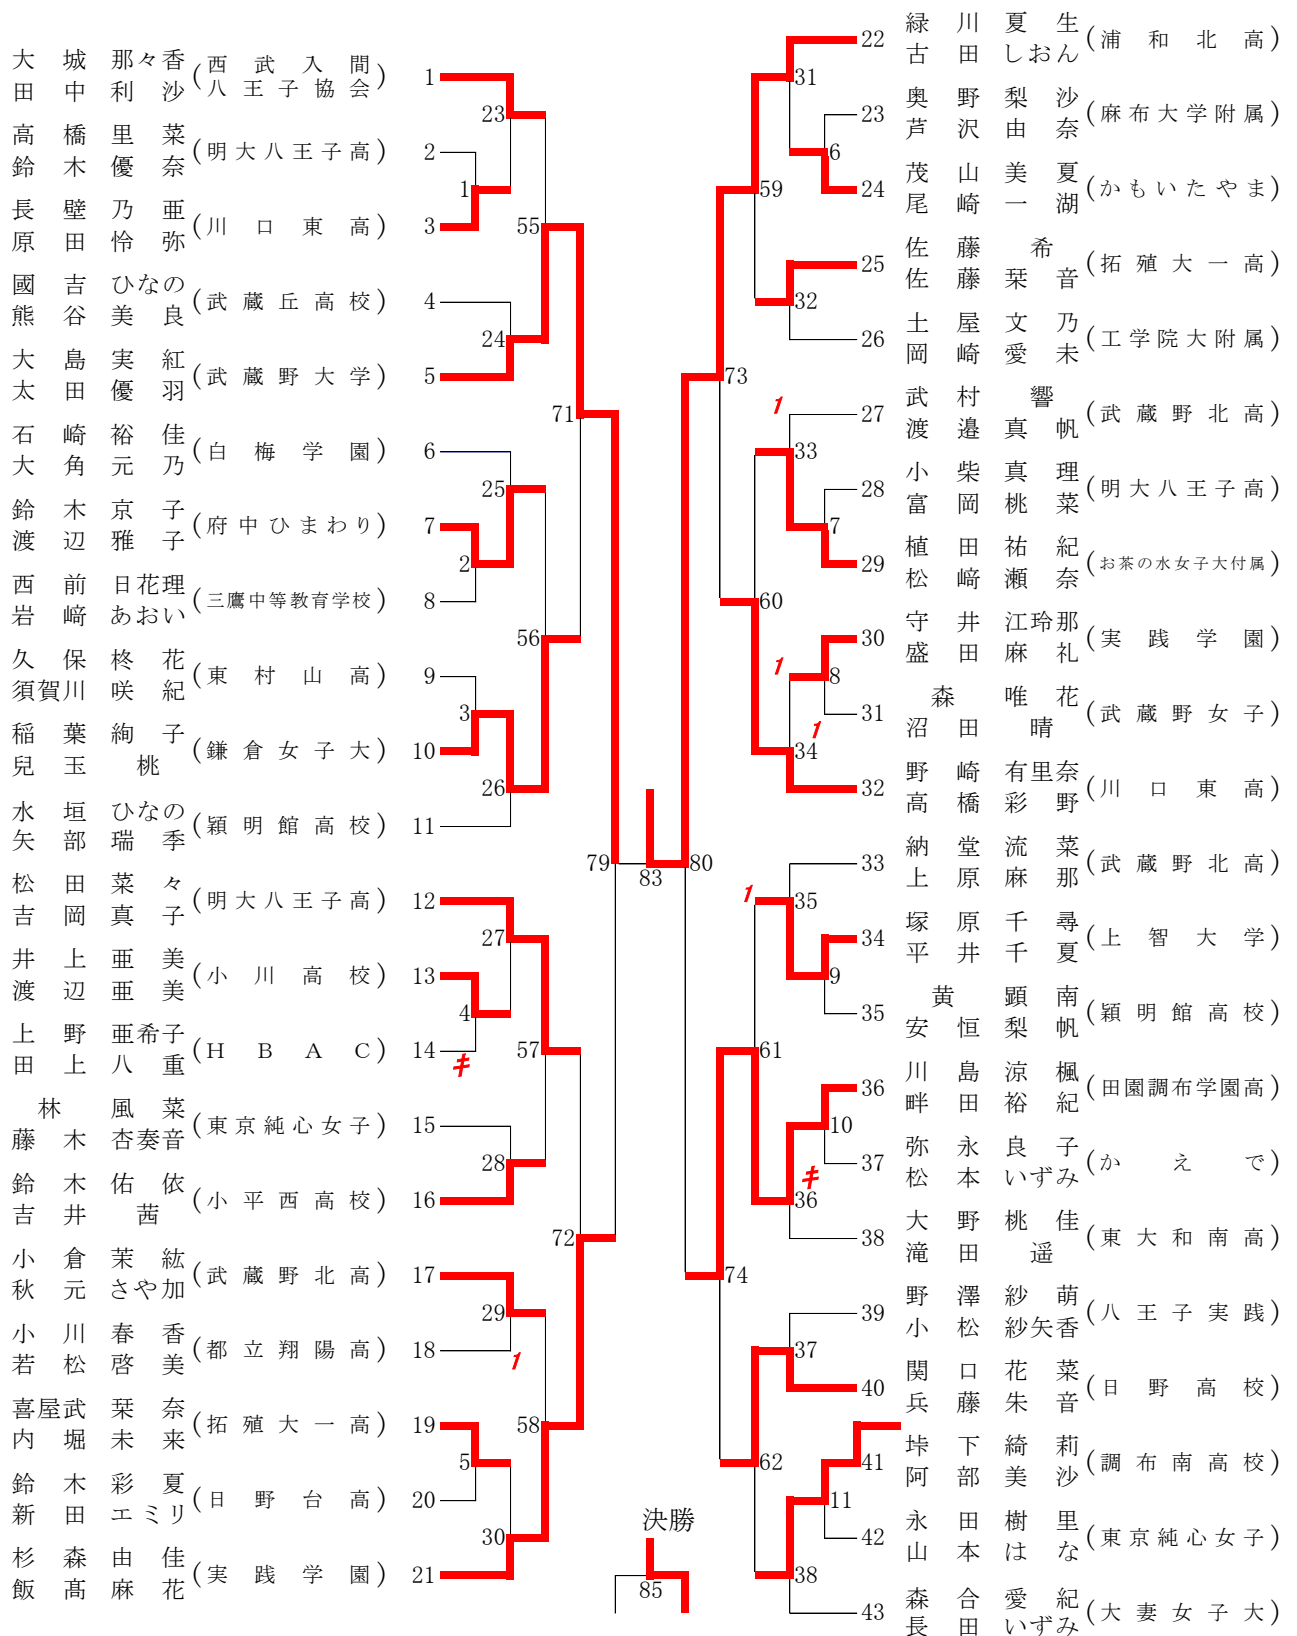 大城 那々香 (西武入間 1
田中 利沙 八王子協会)
高橋 里菜 (明大八王子高) 2
鈴木 優奈
長壁 乃亜 (川口東高) 3
原田 怜弥
國吉 ひなの (武蔵丘高校) 4
熊谷 美良
大島 実紅 (武蔵野大学) 5
太田 優羽
石崎 裕佳 (白梅学園) 6
大角 元乃
鈴木 京子 (府中ひまわり) 7
渡辺 雅子
西前 日花理 (三鷹中等教育学校) 8
岩﨑 あおい
久保 柊花 (東村山高) 9
須賀川 咲紀
稲葉 絢子 (鎌倉女子大) 10
兒玉 桃
水垣 ひなの (穎明館高校) 11
矢部 瑞季
松田 菜々 (明大八王子高) 12
吉岡 真子
井上 亜美 (小川高校) 13
渡辺 亜美
上野 亜希子 (HBAC) 14
田上 八重
林 風菜 (東京純心女子) 15
藤木 杏奏音
鈴木 佑依 (小平西高校) 16
吉井 茜
小倉 茉紘 (武蔵野北高) 17
秋元 さや加
小川 春香 (都立翔陽高) 18
若松 啓美
喜屋武 栞奈 (拓殖大一高) 19
内堀 未来
鈴木 彩夏 (日野台高) 20
新田 エミリ
杉森 由佳 (実践学園) 21
飯髙 麻花
1
2
3
4
キ
5
23
24
25
26
27
28
29
1
30
55
56
57
58
71
72
79
83
80
決勝
85
73
74
59
60
61
62
31
32
1
33
1
34
1
1
35
36
キ
37
38
6
7
8
9
10
11
22 緑川 夏生 (浦和北高)
古田 しおん
23 奥野 梨沙 (麻布大学附属)
芦沢 由奈
24 茂山 美夏 (かもいたやま)
尾崎 一湖
25 佐藤 希 (拓殖大一高)
佐藤 栞音
26 土屋 文乃 (工学院大附属)
岡崎 愛未
27 武村 響 (武蔵野北高)
渡邉 真帆
28 小柴 真理 (明大八王子高)
富岡 桃菜
29 植田 祐紀 (お茶の水女子大付属)
松﨑 瀬奈
30 守井 江玲那 (実践学園)
盛田 麻礼
31 森 唯花 (武蔵野女子)
沼田 晴
32 野崎 有里奈 (川口東高)
高橋 彩野
33 納堂 流菜 (武蔵野北高)
上原 麻那
34 塚原 千尋 (上智大学)
平井 千夏
35 黄 顕南 (穎明館高校)
安恒 梨帆
36 川島 涼楓 (田園調布学園高)
畔田 裕紀
37 弥永 良子 (かえで)
松本 いずみ
38 大野 桃佳 (東大和南高)
滝田 遥
39 野澤 紗萌 (八王子実践)
小松 紗矢香
40 関口 花菜 (日野高校)
兵藤 朱音
41 垰下 綺莉 (調布南高校)
阿部 美沙
42 永田 樹里 (東京純心女子)
山本 はな
43 森合 愛紀 (大妻女子大)
長田 いずみ